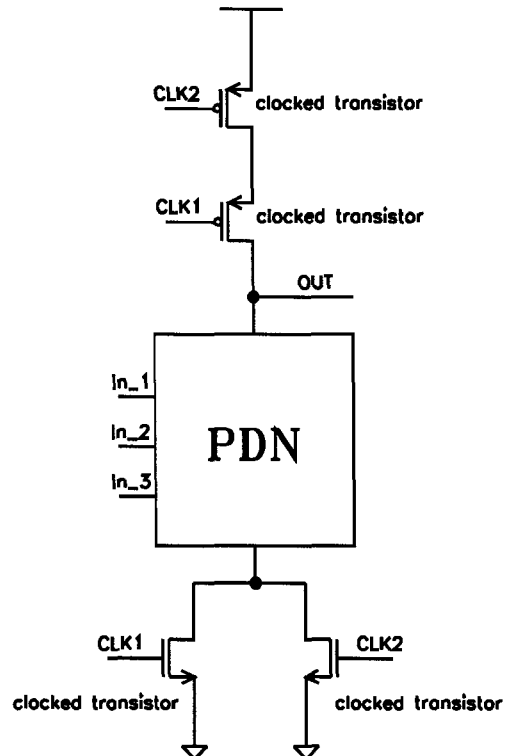 CLK2
clocked transistor
CLK1
clocked transistor
OUT
In_1
In_2
In_3
PDN
CLK1
CLK2
clocked transistor
clocked transistor